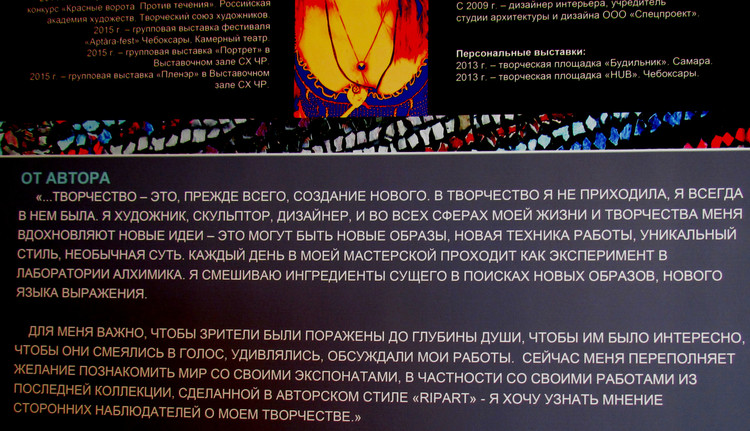 конкурс «Красные ворота. Против течения». Российская
академия художеств. Творческий союз художников.
2015 г. – групповая выставка фестиваля
«Aptāra-fest» Чебоксары. Камерный театр.
2015 г. – групповая выставка «Портрет» в
Выставочном зале СХ ЧР.
2015 г. – групповая выставка «Пленэр» в Выставочном
зале СХ ЧР.
С 2009 г. – дизайнер интерьера, учредитель
студии архитектуры и дизайна ООО «Спецпроект».
Персональные выставки:
2013 г. – творческая площадка «Будильник». Самара.
2013 г. – творческая площадка «HUB». Чебоксары.
ОТ АВТОРА
«...ТВОРЧЕСТВО – ЭТО, ПРЕЖДЕ ВСЕГО, СОЗДАНИЕ НОВОГО. В ТВОРЧЕСТВО Я НЕ ПРИХОДИЛА, Я ВСЕГДА
В НЕМ БЫЛА. Я ХУДОЖНИК, СКУЛЬПТОР, ДИЗАЙНЕР, И ВО ВСЕХ СФЕРАХ МОЕЙ ЖИЗНИ И ТВОРЧЕСТВА МЕНЯ
ВДОХНОВЛЯЮТ НОВЫЕ ИДЕИ – ЭТО МОГУТ БЫТЬ НОВЫЕ ОБРАЗЫ, НОВАЯ ТЕХНИКА РАБОТЫ, УНИКАЛЬНЫЙ
СТИЛЬ, НЕОБЫЧНАЯ СУТЬ. КАЖДЫЙ ДЕНЬ В МОЕЙ МАСТЕРСКОЙ ПРОХОДИТ КАК ЭКСПЕРИМЕНТ В
ЛАБОРАТОРИИ АЛХИМИКА. Я СМЕШИВАЮ ИНГРЕДИЕНТЫ СУЩЕГО В ПОИСКАХ НОВЫХ ОБРАЗОВ, НОВОГО
ЯЗЫКА ВЫРАЖЕНИЯ.
ДЛЯ МЕНЯ ВАЖНО, ЧТОБЫ ЗРИТЕЛИ БЫЛИ ПОРАЖЕНЫ ДО ГЛУБИНЫ ДУШИ, ЧТОБЫ ИМ БЫЛО ИНТЕРЕСНО,
ЧТОБЫ ОНИ СМЕЯЛИСЬ В ГОЛОС, УДИВЛЯЛИСЬ, ОБСУЖДАЛИ МОИ РАБОТЫ. СЕЙЧАС МЕНЯ ПЕРЕПОЛНЯЕТ
ЖЕЛАНИЕ ПОЗНАКОМИТЬ МИР СО СВОИМИ ЭКСПОНАТАМИ, В ЧАСТНОСТИ СО СВОИМИ РАБОТАМИ ИЗ
ПОСЛЕДНЕЙ КОЛЛЕКЦИИ, СДЕЛАННОЙ В АВТОРСКОМ СТИЛЕ «RIPART» - Я ХОЧУ УЗНАТЬ МНЕНИЕ
СТОРОННИХ НАБЛЮДАТЕЛЕЙ О МОЕМ ТВОРЧЕСТВЕ.»